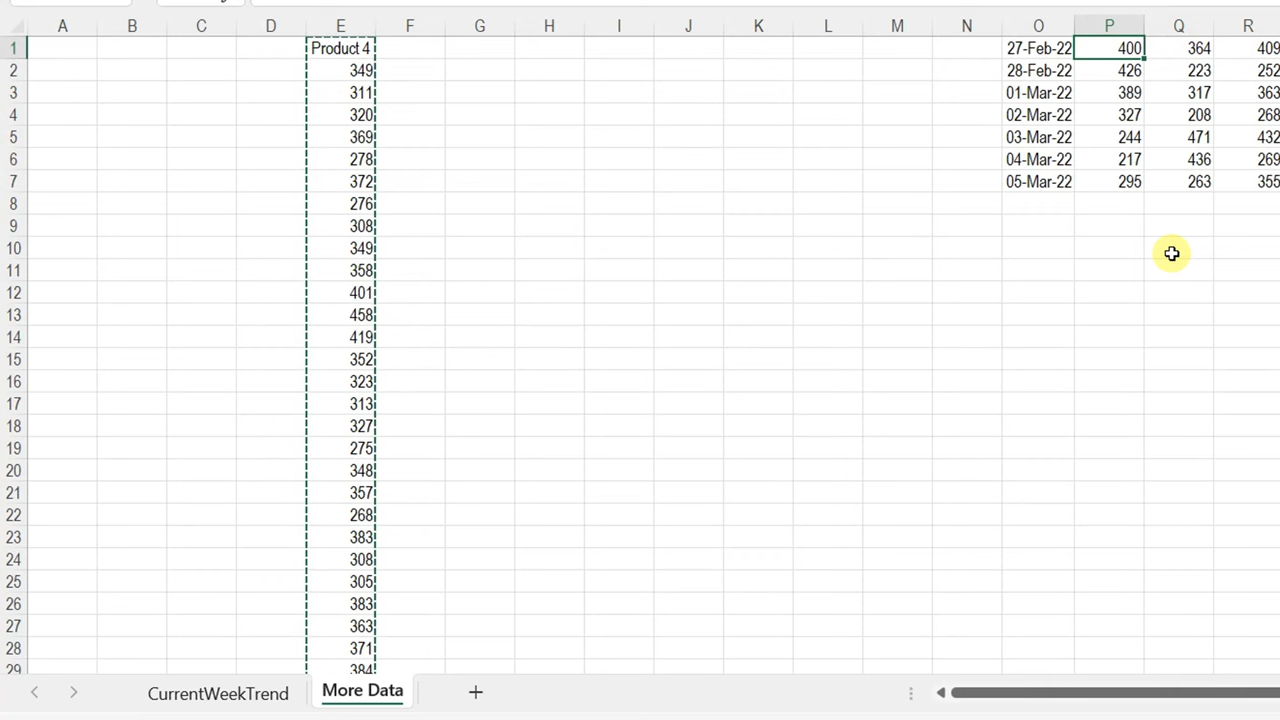 A B C D E F G H I J K L M N O P Q R
1 Product 4 27-Feb-22 400 364 409
2 349 28-Feb-22 426 223 252
3 311 01-Mar-22 389 317 363
4 320 02-Mar-22 327 208 268
5 369 03-Mar-22 244 471 432
6 278 04-Mar-22 217 436 269
7 372 05-Mar-22 295 263 355
8 276
9 308
10 349
11 358
12 401
13 458
14 419
15 352
16 323
17 313
18 327
19 275
20 348
21 357
22 268
23 383
24 308
25 305
26 383
27 363
28 371
29 384
CurrentWeekTrend More Data +